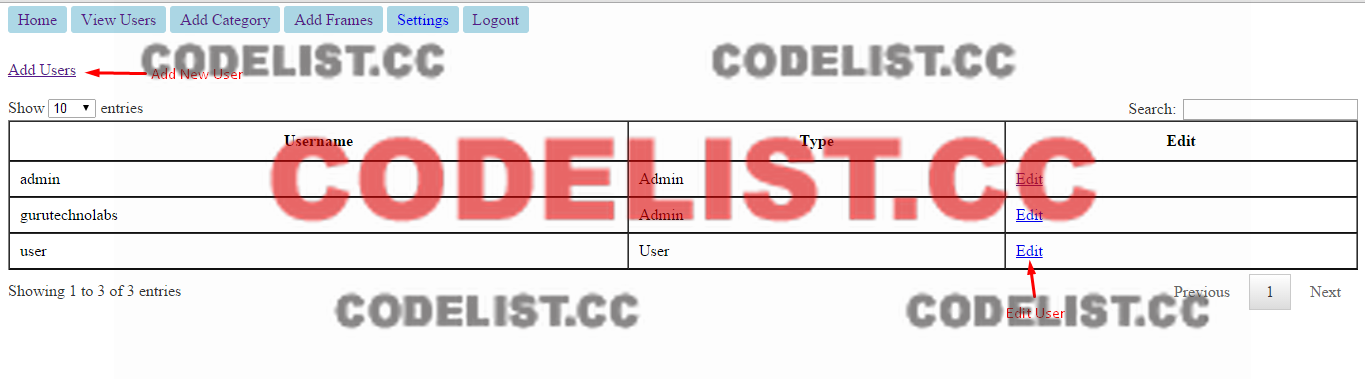 Home View Users Add Category Add Frames Settings Logout
CODELIST.CC CODELIST.CC
Add Users Add New User
Show 10 entries Search:
Username Type Edit
CODELIST.CC
admin Admin Edit
gurutechnolabs Admin Edit
user User Edit
Showing 1 to 3 of 3 entries Previous 1 Next
CODELIST.CC CODELIST.CC
Edit User